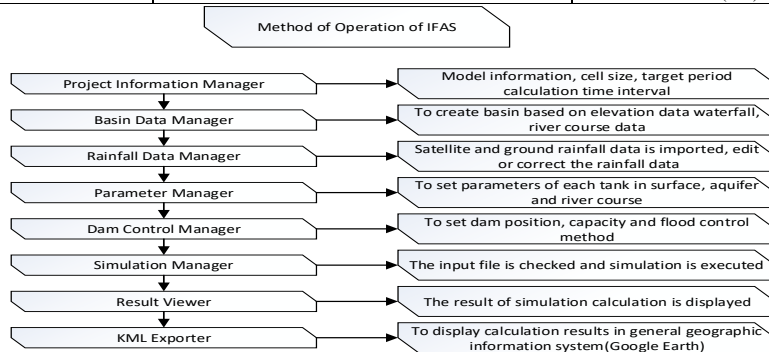 Method of Operation of IFAS
Project Information Manager
Model information, cell size, target period
calculation time interval
Basin Data Manager
To create basin based on elevation data waterfall,
river course data
Rainfall Data Manager
Satellite and ground rainfall data is imported, edit
or correct the rainfall data
Parameter Manager
To set parameters of each tank in surface, aquifer
and river course
Dam Control Manager
To set dam position, capacity and flood control
method
Simulation Manager
The input file is checked and simulation is executed
Result Viewer
The result of simulation calculation is displayed
KML Exporter
To display calculation results in general geographic
information system(Google Earth)